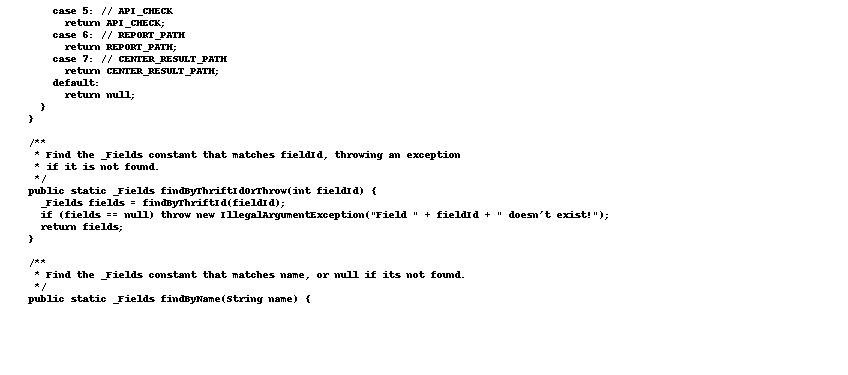 case 5: // API_CHECK
return API_CHECK;
case 6: // REPORT_PATH
return REPORT_PATH;
case 7: // CENTER_RESULT_PATH
return CENTER_RESULT_PATH;
default:
return null;
}
}
/**
* Find the _Fields constant that matches fieldId, throwing an exception
* if it is not found.
*/
public static _Fields findByThriftIdOrThrow(int fieldId) {
_Fields fields = findByThriftId(fieldId);
if (fields == null) throw new IllegalArgumentException("Field " + fieldId + " doesn't exist!");
return fields;
}
/**
* Find the _Fields constant that matches name, or null if its not found.
*/
public static _Fields findByName(String name) {